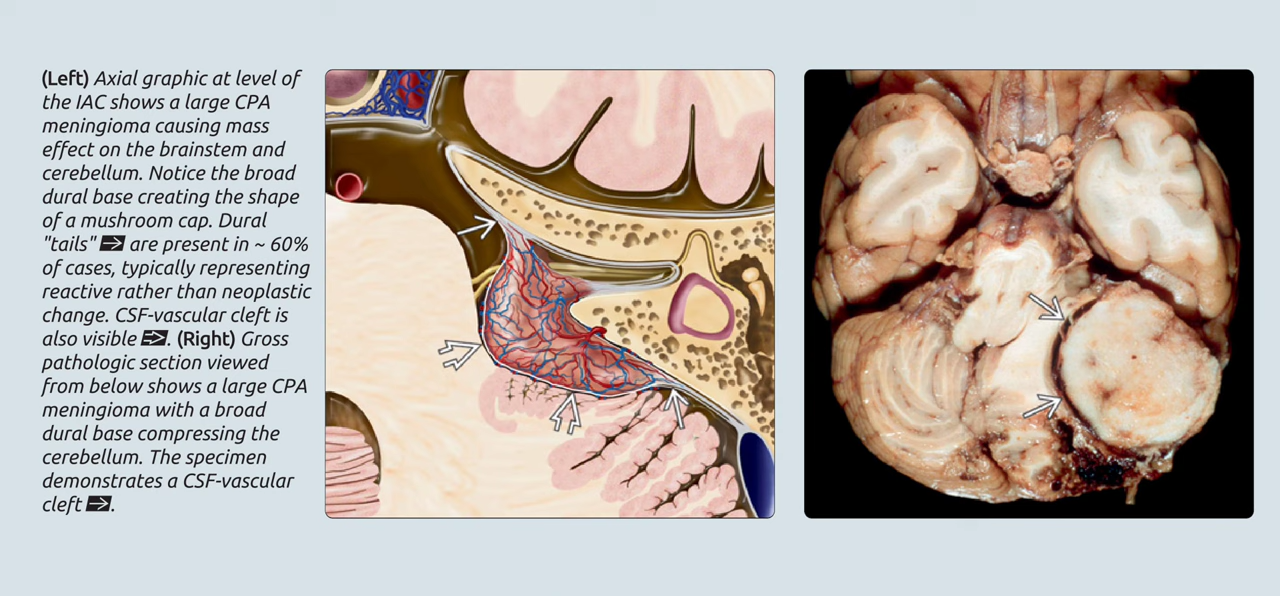 (Left) Axial graphic at level of
the IAC shows a large CPA
meningioma causing mass
effect on the brainstem and
cerebellum. Notice the broad
dural base creating the shape
of a mushroom cap. Dural
"tails" are present in ~ 60%
of cases, typically representing
reactive rather than neoplastic
change. CSF-vascular cleft is
also visible . (Right) Gross
pathologic section viewed
from below shows a large CPA
meningioma with a broad
dural base compressing the
cerebellum. The specimen
demonstrates a CSF-vascular
cleft .